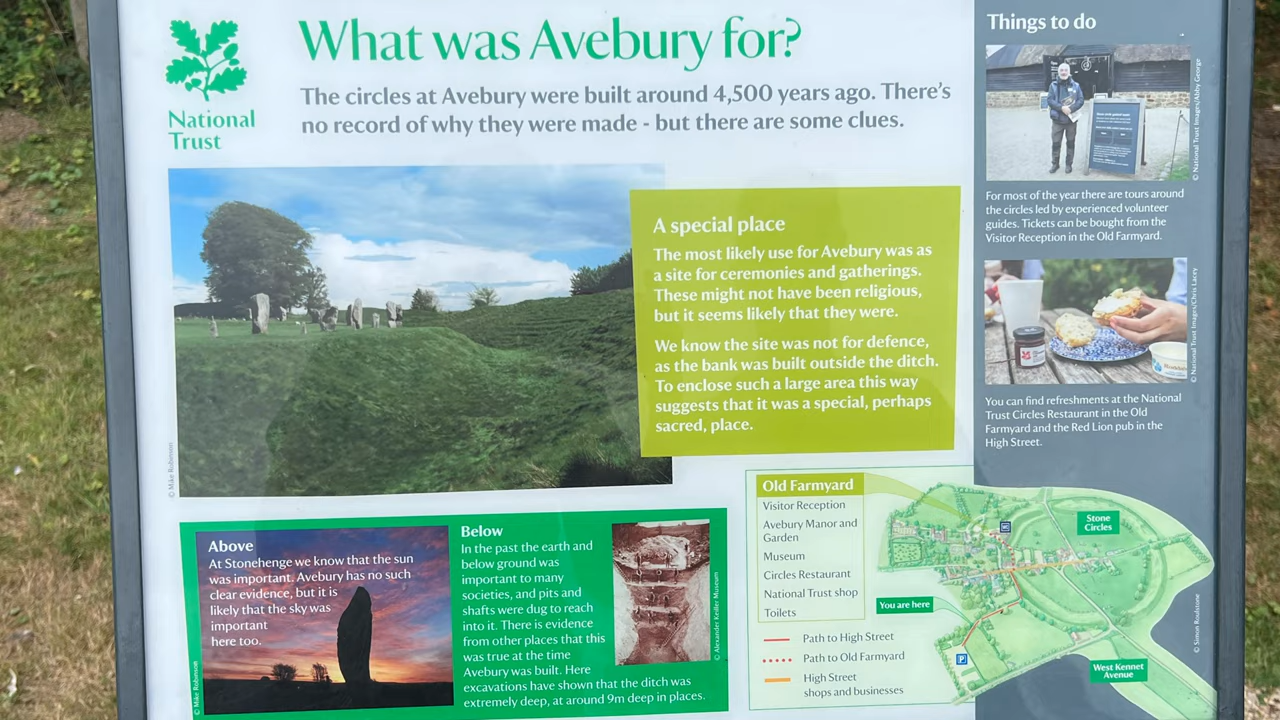 National
Trust
What was Avebury for?
The circles at Avebury were built around 4,500 years ago. There's
no record of why they were made - but there are some clues.
© Mike Robinson
A special place
The most likely use for Avebury was as
a site for ceremonies and gatherings.
These might not have been religious,
but it seems likely that they were.
We know the site was not for defence,
as the bank was built outside the ditch.
To enclose such a large area this way
suggests that it was a special, perhaps
sacred, place.
Above
At Stonehenge we know that the sun
was important. Avebury has no such
clear evidence, but it is
likely that the sky was
important
here too.
© Mike Robinson
Below
In the past the earth and
below ground was
important to many
societies, and pits and
shafts were dug to reach
into it. There is evidence
from other places that this
was true at the time
Avebury was built. Here
excavations have shown that the ditch was
extremely deep, at around 9m deep in places.
© Alexander Keiller Museum
Things to do
© National Trust Images/Abby George
For most of the year there are tours around
the circles led by experienced volunteer
guides. Tickets can be bought from the
Visitor Reception in the Old Farmyard.
© National Trust Images/Chris Lacey
You can find refreshments at the National
Trust Circles Restaurant in the Old
Farmyard and the Red Lion pub in the
High Street.
Old Farmyard
Visitor Reception
Avebury Manor and
Garden
Museum
Circles Restaurant
National Trust shop
Toilets
Path to High Street
Path to Old Farmyard
High Street
shops and businesses
You are here
P
Stone
Circles
West Kennet
Avenue